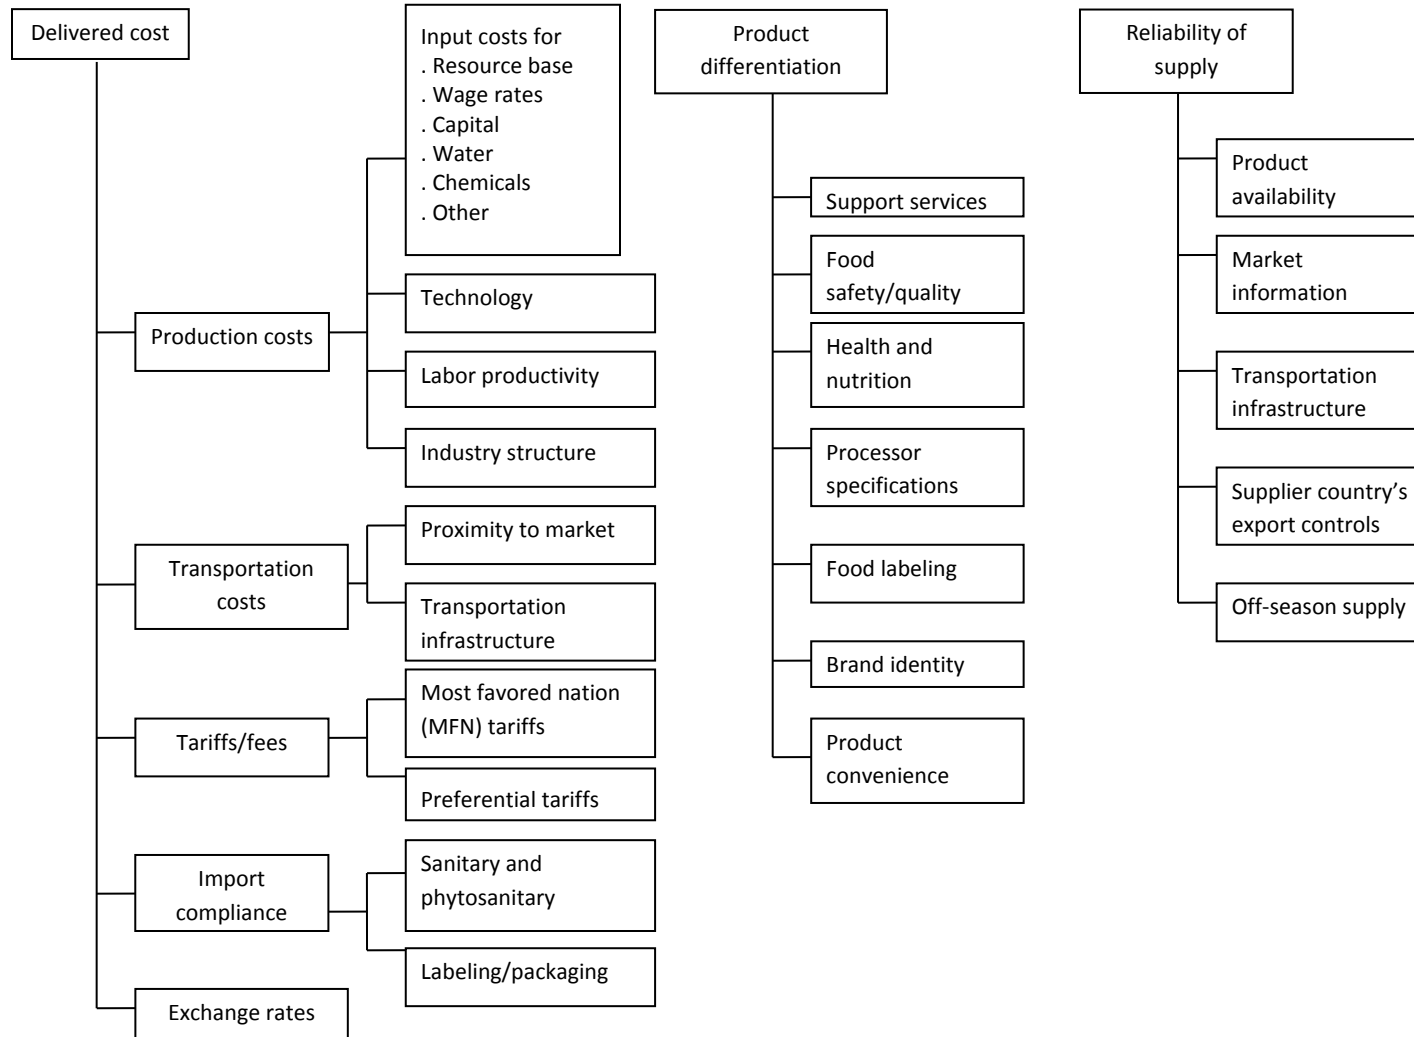 Delivered cost
Input costs for
. Resource base
. Wage rates
. Capital
. Water
. Chemicals
. Other
Technology
Production costs
Labor productivity
Industry structure
Proximity to market
Transportation
costs
Transportation
infrastructure
Most favored nation
(MFN) tariffs
Tariffs/fees
Preferential tariffs
Sanitary and
phytosanitary
Import
compliance
Labeling/packaging
Exchange rates
Product
differentiation
Support services
Food
safety/quality
Health and
nutrition
Processor
specifications
Food labeling
Brand identity
Product
convenience
Reliability of
supply
Product
availability
Market
information
Transportation
infrastructure
Supplier country’s
export controls
Off-season supply